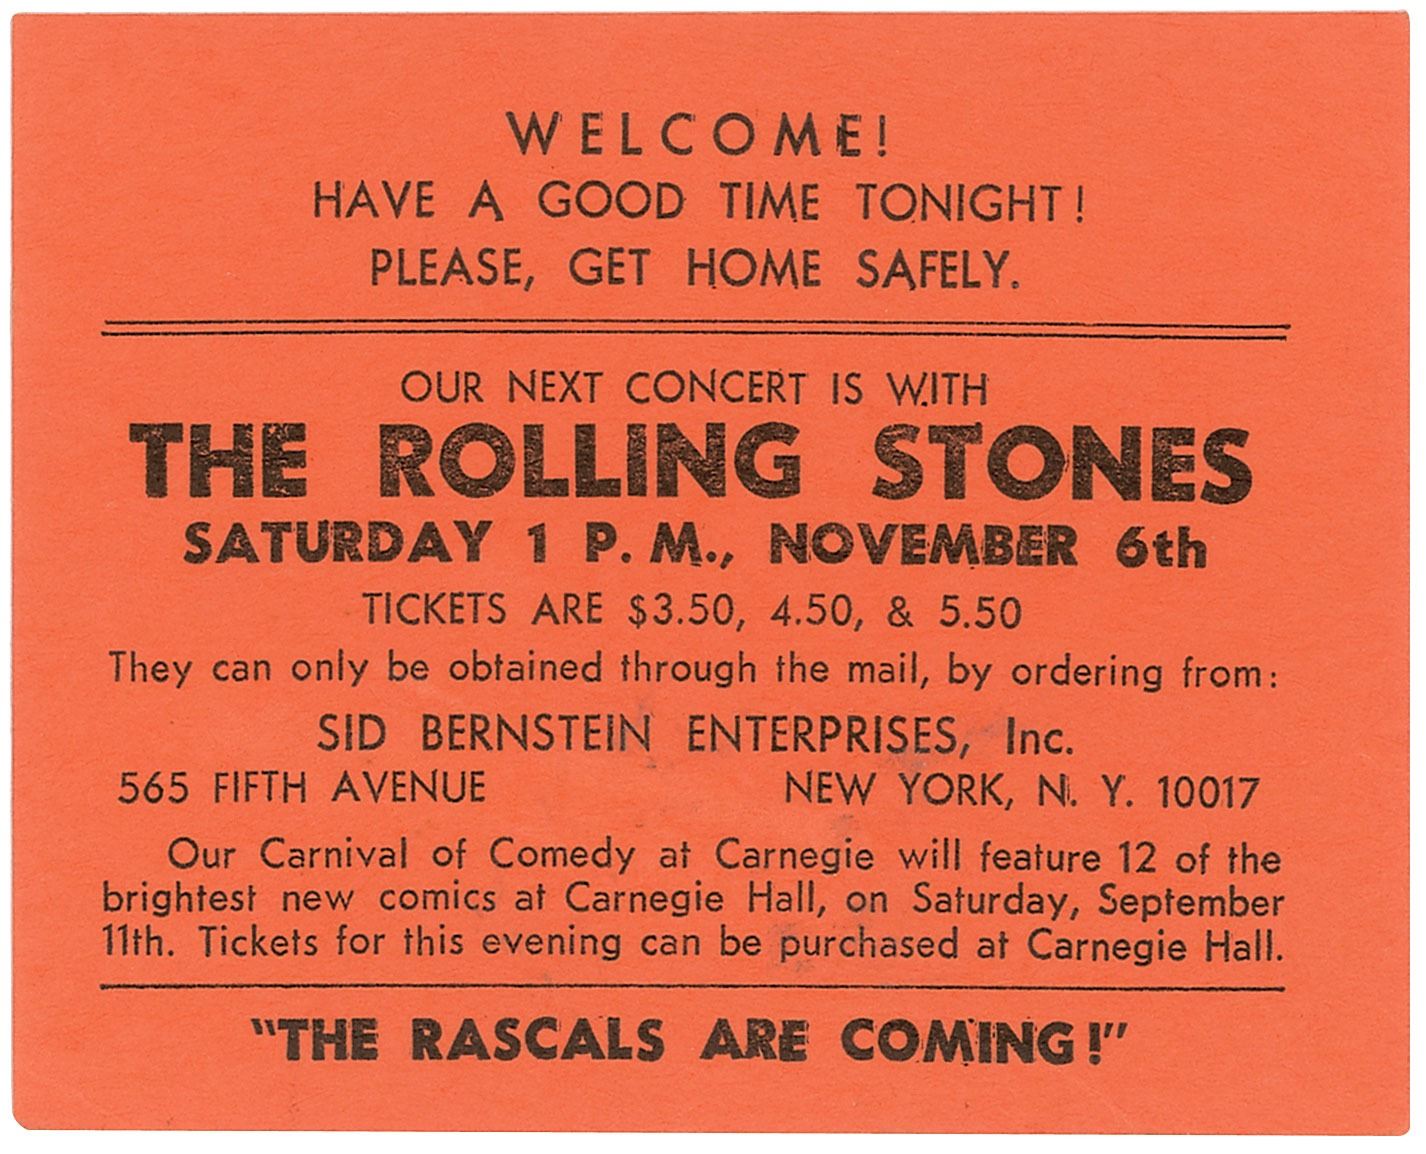 WELCOME!
HAVE A GOOD TIME TONIGHT!
PLEASE, GET HOME SAFELY.
OUR NEXT CONCERT IS WITH
THE ROLLING STONES
SATURDAY 1 P. M., NOVEMBER 6th
TICKETS ARE $3.50, 4.50, & 5.50
They can only be obtained through the mail, by ordering from:
SID BERNSTEIN ENTERPRISES, Inc.
565 FIFTH AVENUE NEW YORK, N. Y. 10017
Our Carnival of Comedy at Carnegie will feature 12 of the
brightest new comics at Carnegie Hall, on Saturday, September
11th. Tickets for this evening can be purchased at Carnegie Hall.
"THE RASCALS ARE COMING!"